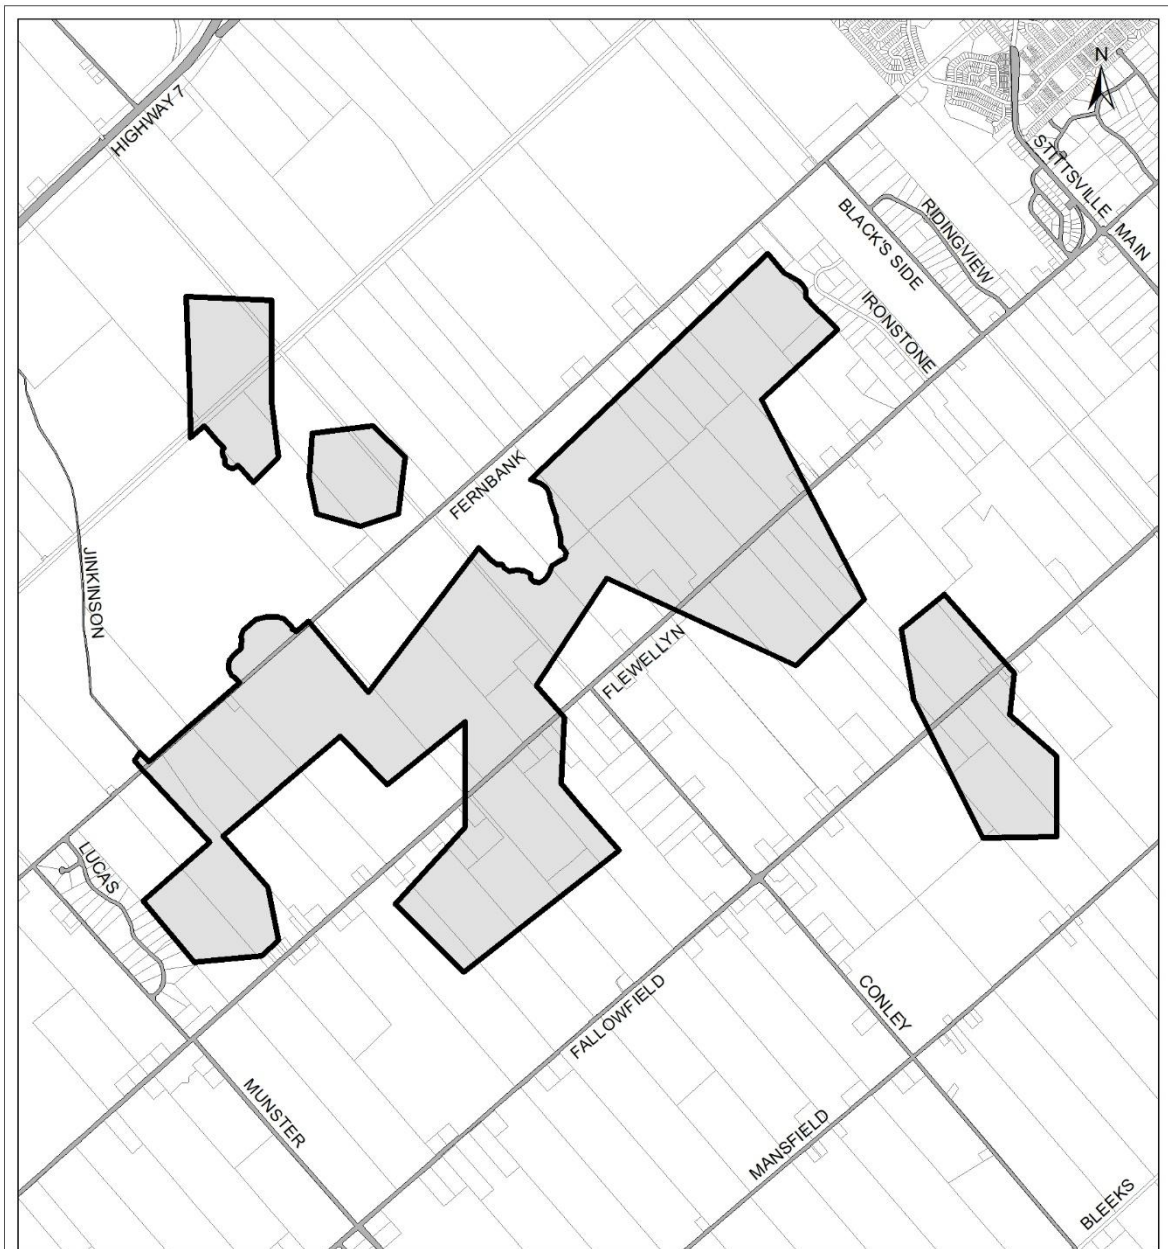 N
HIGHWAY 7
STITTSVILLE MAIN
RIDINGVIEW
BLACK'S SIDE
IRONSTONE
FERNBANK
JINKINSON
FLEWELLYN
LUCAS
FALLOWFIELD
CONLEY
MUNSTER
MANSFIELD
BLEEKS